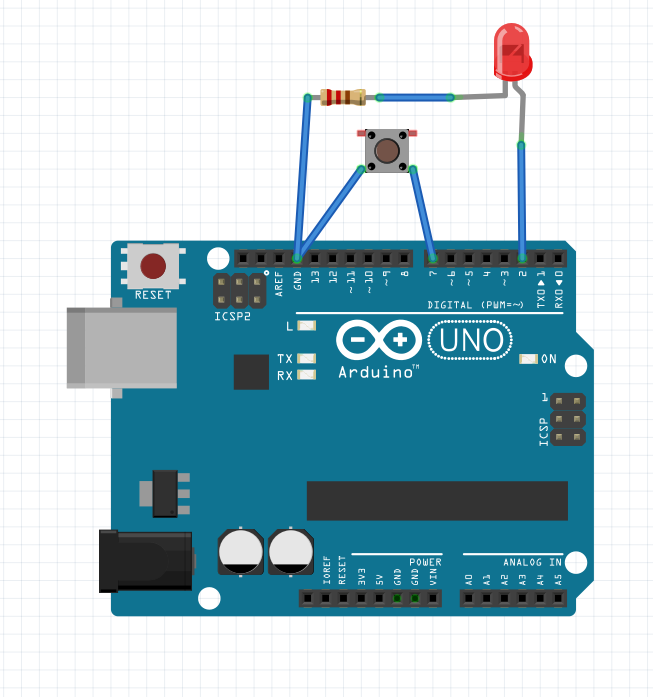 RESET
ICSP2
AREF
GND
13
12
~11
~10
~9
8
7
~6
~5
4
~3
2
TX0▶1
RX0◀0
DIGITAL (PWM=~)
L
TX
RX
Arduino™
UNO
ON
1
ICSP
POWER
ANALOG IN
IOREF
RESET
3V3
5V
GND
GND
VIN
A0
A1
A2
A3
A4
A5